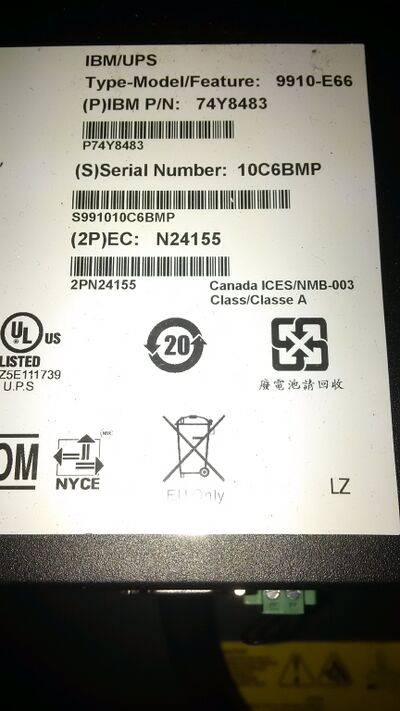 IBM/UPS
Type-Model/Feature: 9910-E66
(P)IBM P/N: 74Y8483
P74Y8483
(S)Serial Number: 10C6BMP
S991010C6BMP
(2P)EC: N24155
2PN24155
Canada ICES/NMB-003
Class/Classe A
UL US
LISTED
Z5E111739
U.P.S
20
廢電池請回收
OM
NYCE
EU Only
LZ